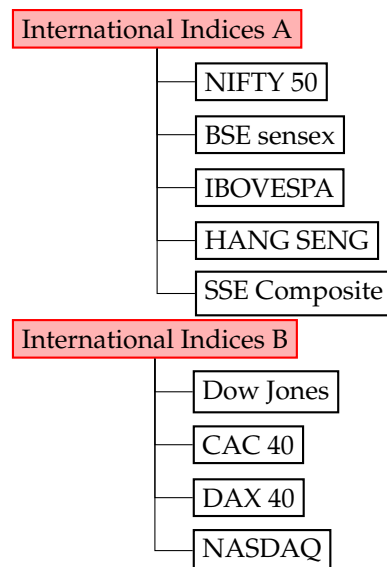 International Indices A
NIFTY 50
BSE sensex
IBOVESPA
HANG SENG
SSE Composite
International Indices B
Dow Jones
CAC 40
DAX 40
NASDAQ